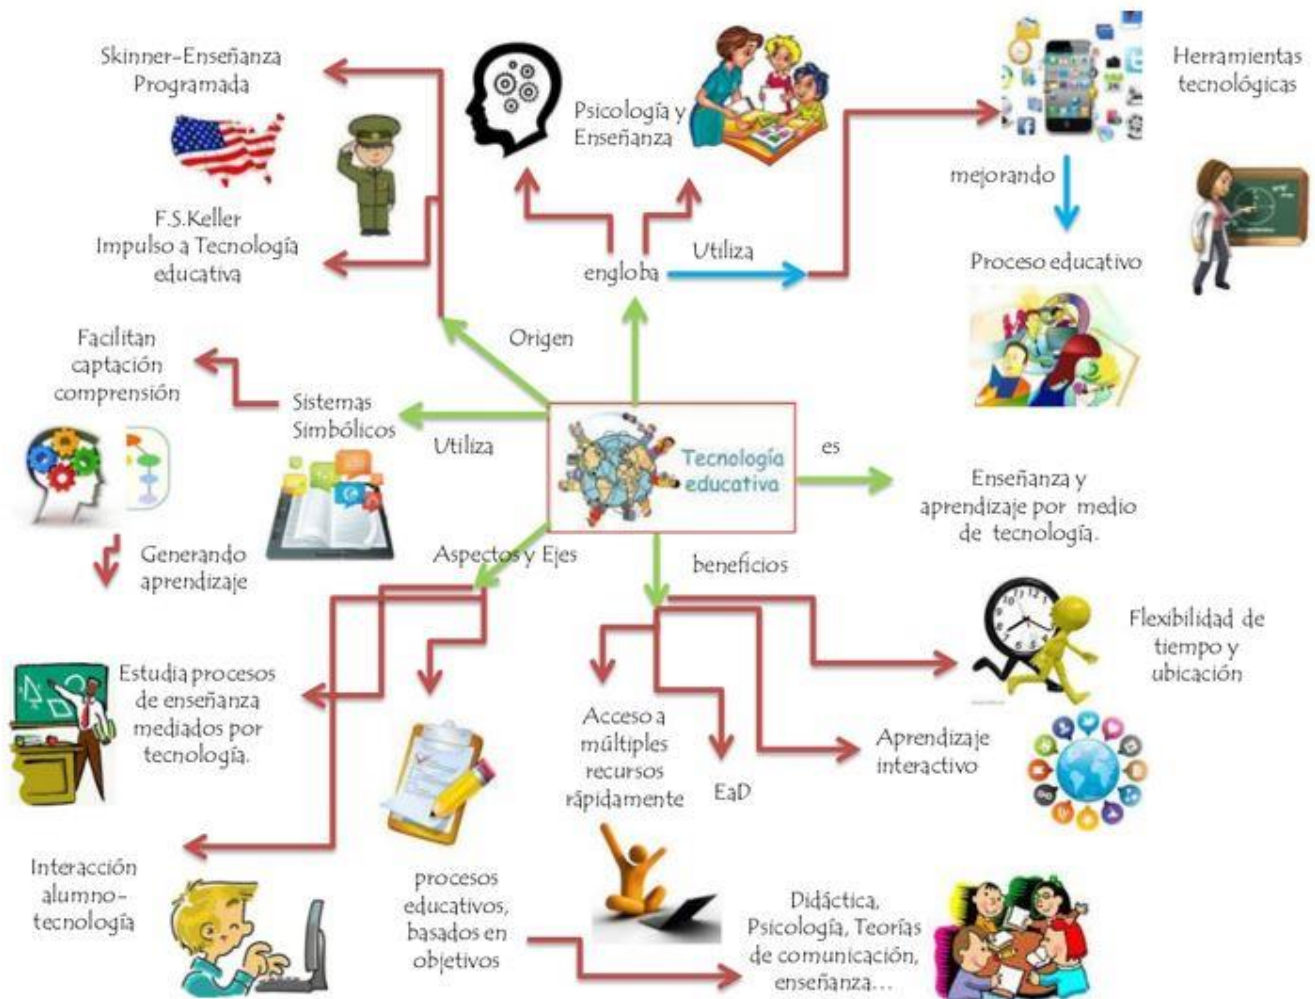 Skinner-Enseñanza
Programada
F.S.Keller
Impulso a Tecnología
educativa
Origen
Psicología y
Enseñanza
engloba
Utiliza
Herramientas
tecnológicas
mejorando
Proceso educativo
Facilitan
captación
comprensión
Sistemas
Simbólicos
Utiliza
Generando
aprendizaje
Tecnología
educativa
es
Enseñanza y
aprendizaje por medio
de tecnología.
Aspectos y Ejes
beneficios
Estudia procesos
de enseñanza
mediados por
tecnología.
Interacción
alumno-
tecnología
procesos
educativos,
basados en
objetivos
Didáctica,
Psicología, Teorías
de comunicación,
enseñanza...
Acceso a
múltiples
recursos
rápidamente
EaD
Aprendizaje
interactivo
Flexibilidad de
tiempo y
ubicación